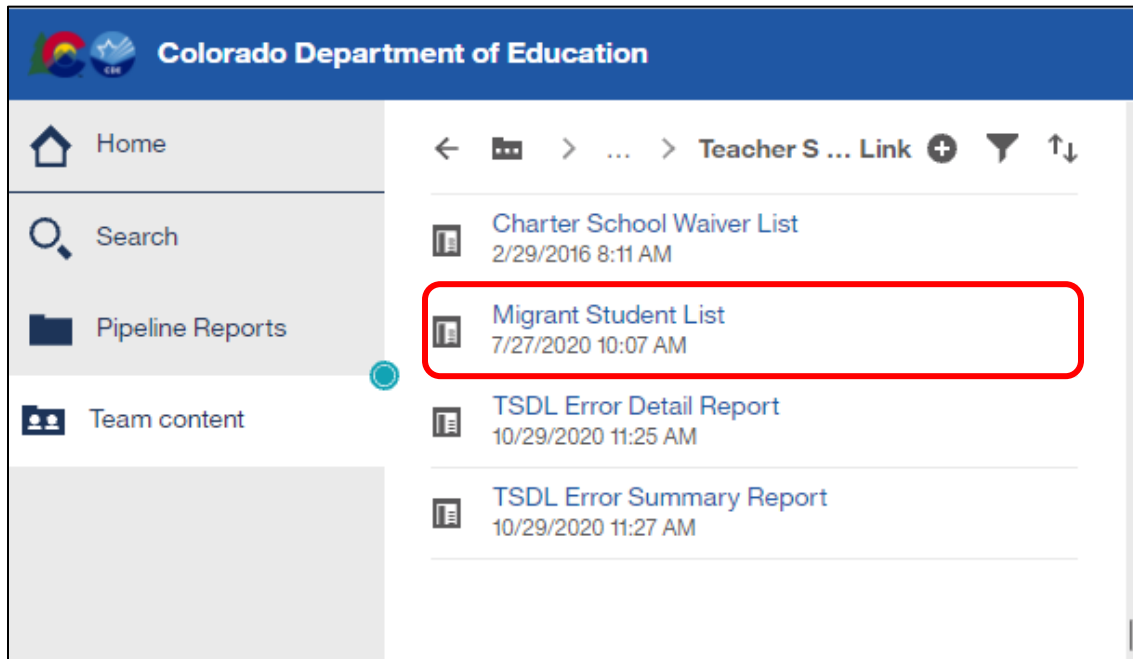 CDE
Colorado Department of Education
Home
Search
Pipeline Reports
Team content
> ... > Teacher S ... Link
Charter School Waiver List
2/29/2016 8:11 AM
Migrant Student List
7/27/2020 10:07 AM
TSDL Error Detail Report
10/29/2020 11:25 AM
TSDL Error Summary Report
10/29/2020 11:27 AM